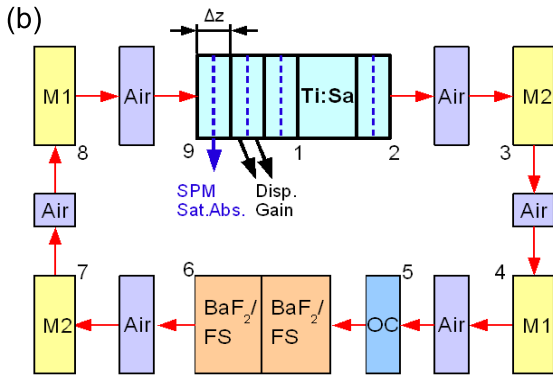 (b)
Δz
M1
Air
Ti:Sa
Air
M2
8
9
1
2
3
SPM
Sat.Abs.
Disp.
Gain
Air
Air
7
6
5
4
M2
Air
BaF₂/
FS
BaF₂/
FS
OC
Air
M1